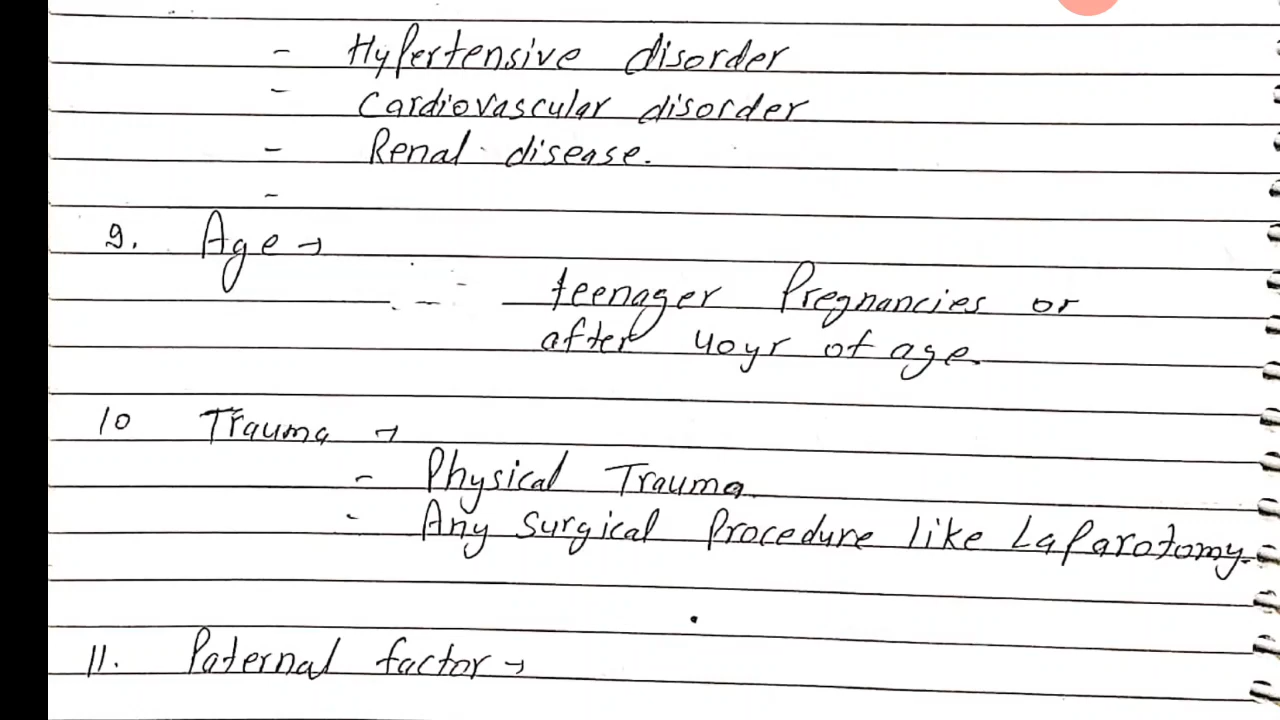 - Hypertensive disorder
- Cardiovascular disorder
- Renal disease.
-
9. Age →
- teenager Pregnancies or
after 40yr of age.
10 Trauma →
- Physical Trauma
- Any Surgical Procedure like Laparotomy.
11. Paternal factor →